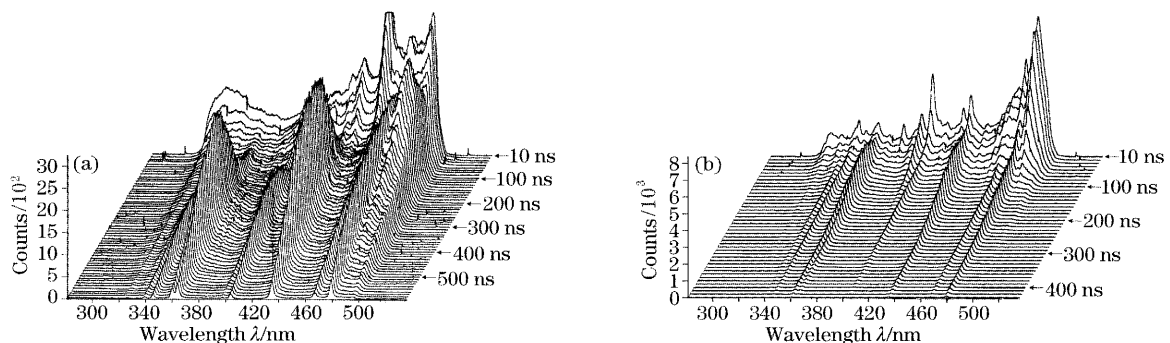 (a)
Counts/10²
30
25
20
15
10
5
0
300 340 380 420 460 500
Wavelength λ/nm
10 ns
100 ns
200 ns
300 ns
400 ns
500 ns
(b)
Counts/10³
8
7
6
5
4
3
2
1
0
300 340 380 420 460 500
Wavelength λ/nm
10 ns
100 ns
200 ns
300 ns
400 ns